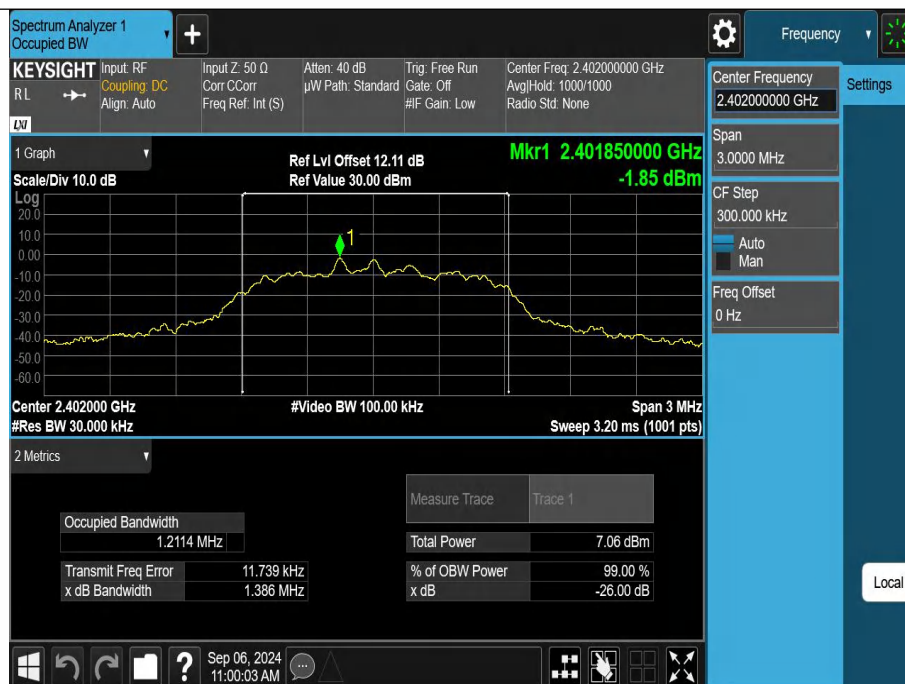 Spectrum Analyzer 1
Occupied BW
Frequency
KEYSIGHT
RL
LXI
Input: RF
Coupling: DC
Align: Auto
Input Z: 50 Ω
Corr CCorr
Freq Ref: Int (S)
Atten: 40 dB
µW Path: Standard
Trig: Free Run
Gate: Off
#IF Gain: Low
Center Freq: 2.402000000 GHz
Avg|Hold: 1000/1000
Radio Std: None
Center Frequency
2.402000000 GHz
Settings
Span
3.0000 MHz
CF Step
300.000 kHz
Auto
Man
Freq Offset
0 Hz
Local
1 Graph
Scale/Div 10.0 dB
Ref Lvl Offset 12.11 dB
Ref Value 30.00 dBm
Mkr1 2.401850000 GHz
-1.85 dBm
Log
20.0
10.0
0.00
-10.0
-20.0
-30.0
-40.0
-50.0
-60.0
1
Center 2.402000 GHz
#Res BW 30.000 kHz
#Video BW 100.00 kHz
Span 3 MHz
Sweep 3.20 ms (1001 pts)
2 Metrics
Measure Trace Trace 1
Occupied Bandwidth
1.2114 MHz
Total Power 7.06 dBm
Transmit Freq Error 11.739 kHz
% of OBW Power 99.00 %
x dB Bandwidth 1.386 MHz
x dB -26.00 dB
Sep 06, 2024
11:00:03 AM